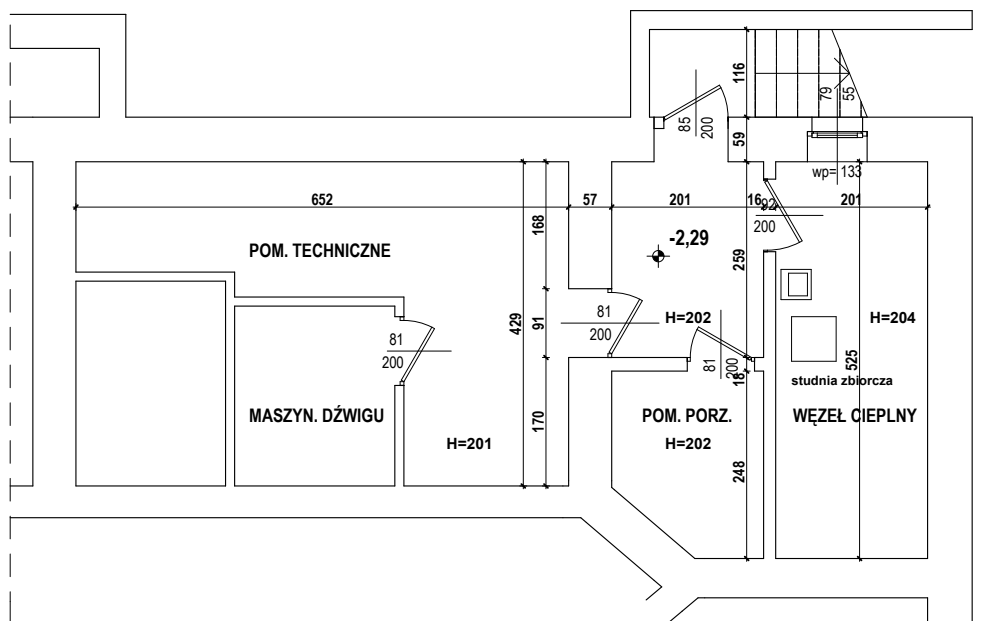 116
79
55
85
200
59
wp= 133
652
57
201
16
92
200
201
168
POM. TECHNICZNE
-2,29
259
429
91
81
200
H=202
H=204
81
200
81
200
18
525
studnia zbiorcza
MASZYN. DŹWIGU
POM. PORZ.
WĘZEŁ CIEPLNY
170
H=201
H=202
248